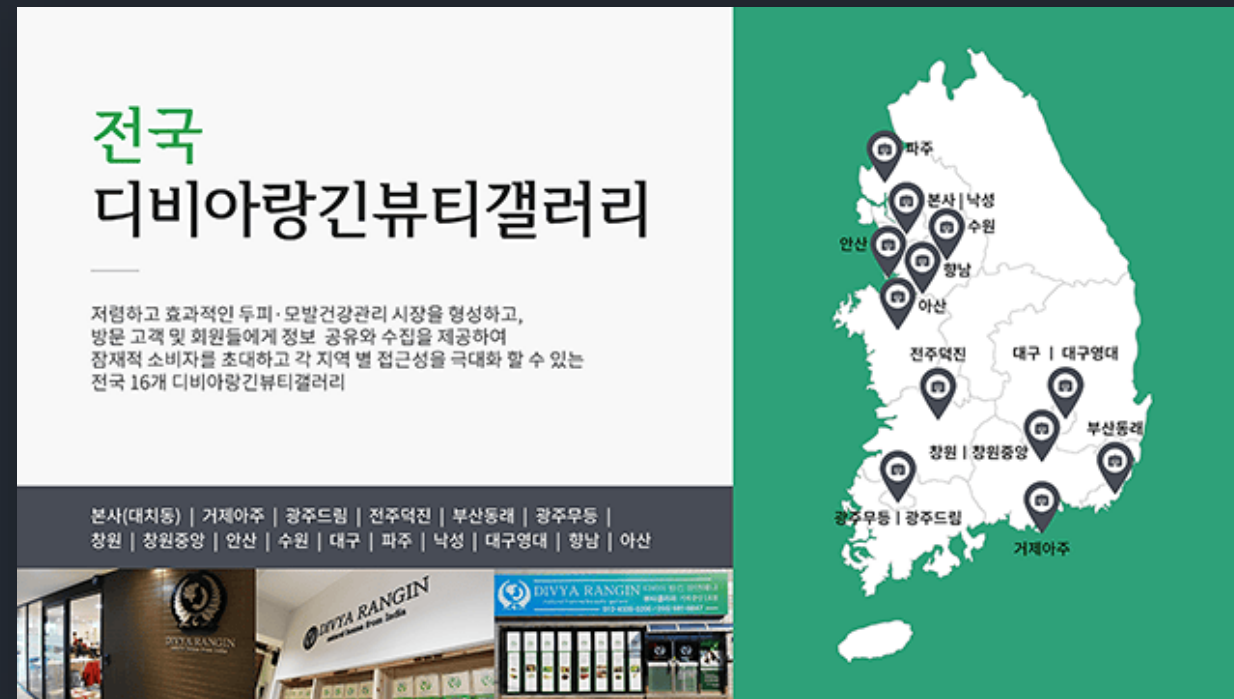 전국
디비아랑긴뷰티갤러리
저렴하고 효과적인 두피·모발건강관리 시장을 형성하고,
방문 고객 및 회원들에게 정보 공유와 수집을 제공하여
잠재적 소비자를 초대하고 각 지역 별 접근성을 극대화 할 수 있는
전국 16개 디비아랑긴뷰티갤러리
본사(대치동) | 거제아주 | 광주드림 | 전주덕진 | 부산동래 | 광주무등 |
창원 | 창원중앙 | 안산 | 수원 | 대구 | 파주 | 낙성 | 대구영대 | 향남 | 아산
DIVYA RANGIN
DIVYA RANGIN
natural henna from India
DIVYA RANGIN
파주
본사 | 낙성
수원
안산
향남
아산
전주덕진
대구 | 대구영대
부산동래
창원 | 창원중앙
광주무등 | 광주드림
거제아주